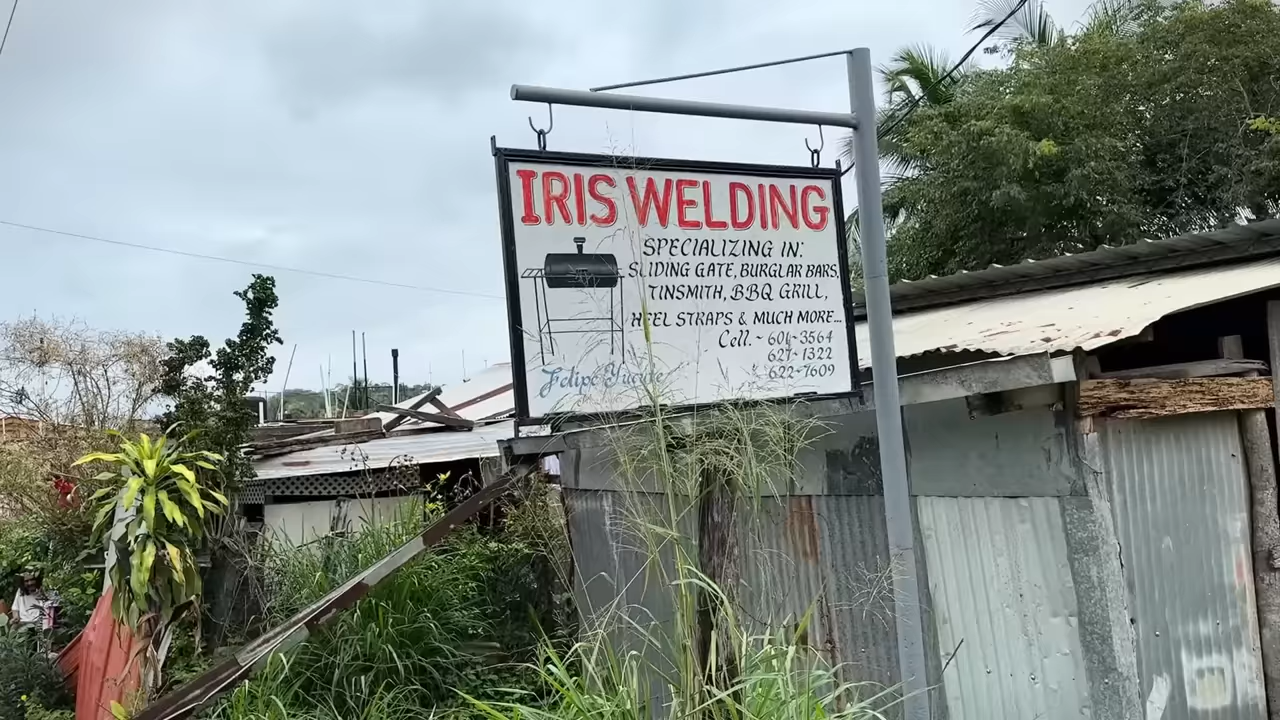 IRIS WELDING
SPECIALIZING IN:
SLIDING GATE, BURGLAR BARS,
TINSMITH, BBQ GRILL,
HEEL STRAPS & MUCH MORE...
Cell. - 604-3564
627-1322
622-7609
Felipe